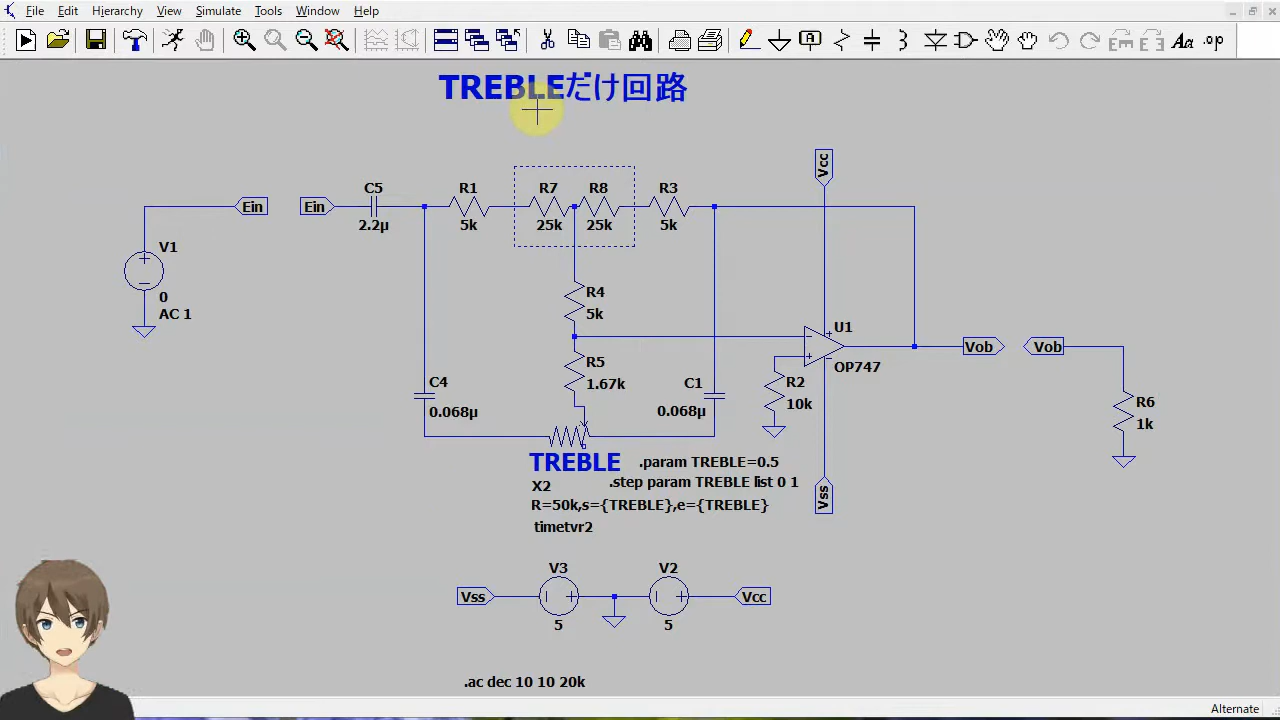 File Edit Hierarchy View Simulate Tools Window Help
TREBLEだけ回路
Vcc
C5 R1 R7 R8 R3
Ein Ein
2.2µ 5k 25k 25k 5k
V1
0
AC 1
R4
5k
U1
OP747
Vob Vob
R5
1.67k
C4
0.068µ
C1
0.068µ
R2
10k
R6
1k
TREBLE
.param TREBLE=0.5
.step param TREBLE list 0 1
X2
R=50k,s={TREBLE},e={TREBLE}
timetvr2
Vss
V3 V2
Vss Vcc
5 5
.ac dec 10 10 20k
Alternate